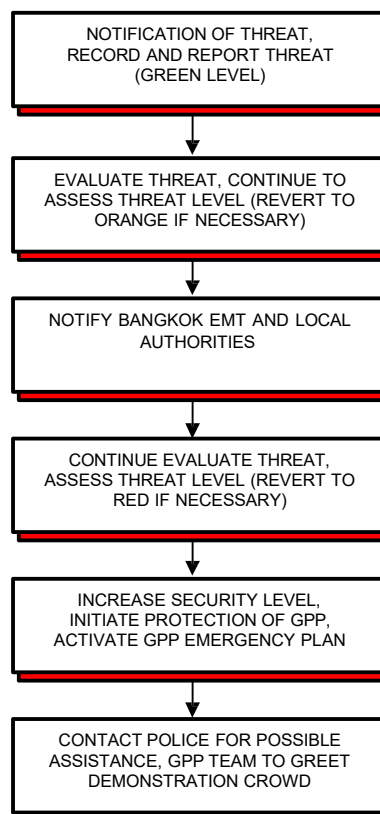 NOTIFICATION OF THREAT,
RECORD AND REPORT THREAT
(GREEN LEVEL)
EVALUATE THREAT, CONTINUE TO
ASSESS THREAT LEVEL (REVERT TO
ORANGE IF NECESSARY)
NOTIFY BANGKOK EMT AND LOCAL
AUTHORITIES
CONTINUE EVALUATE THREAT,
ASSESS THREAT LEVEL (REVERT TO
RED IF NECESSARY)
INCREASE SECURITY LEVEL,
INITIATE PROTECTION OF GPP,
ACTIVATE GPP EMERGENCY PLAN
CONTACT POLICE FOR POSSIBLE
ASSISTANCE, GPP TEAM TO GREET
DEMONSTRATION CROWD